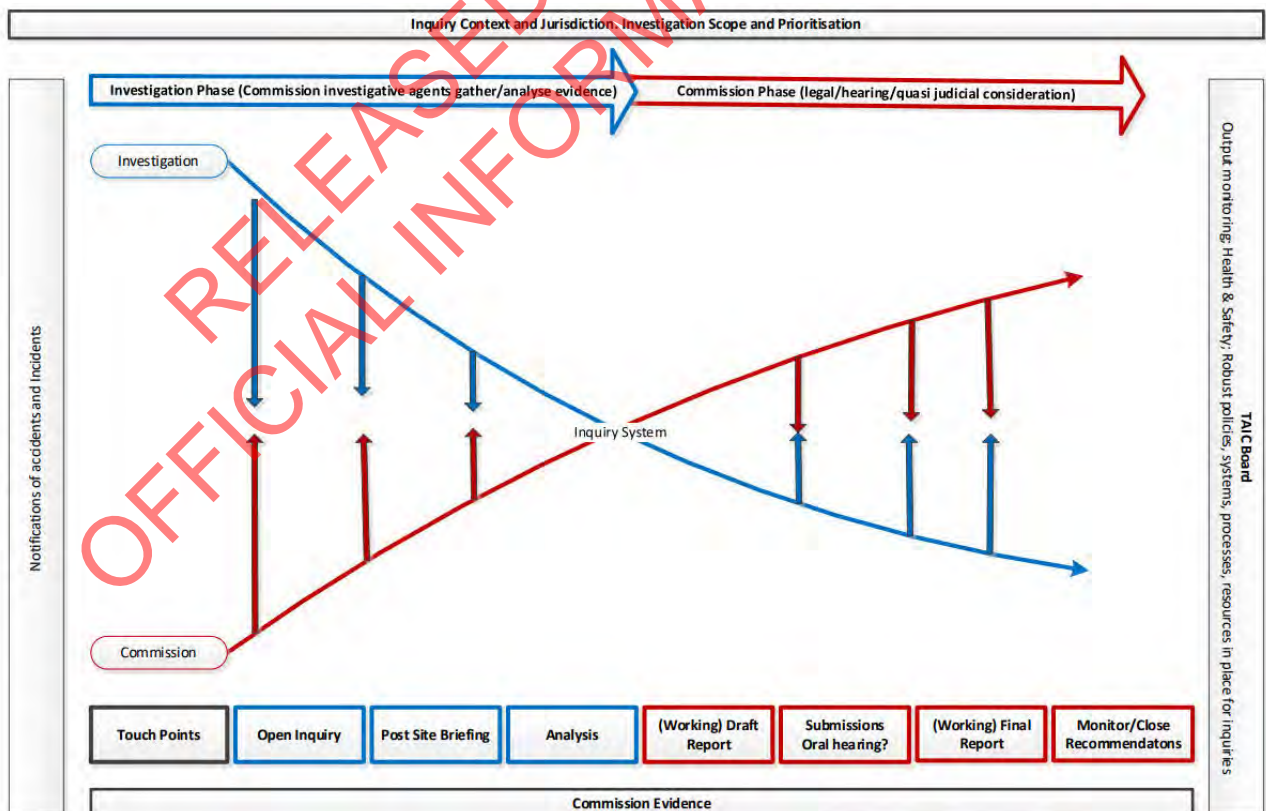 Inquiry Context and Jurisdiction. Investigation Scope and Prioritisation
Investigation Phase (Commission investigative agents gather/analyse evidence)
Commission Phase (legal/hearing/quasi judicial consideration)
Notifications of accidents and Incidents
Investigation
Inquiry System
Commission
TAIC Board
Output monitoring; Health & Safety; Robust policies, systems, processes, resources in place for inquiries
Touch Points
Open Inquiry
Post Site Briefing
Analysis
(Working) Draft
Report
Submissions
Oral hearing?
(Working) Final
Report
Monitor/Close
Recommendatons
Commission Evidence
RELEASED
OFFICIAL